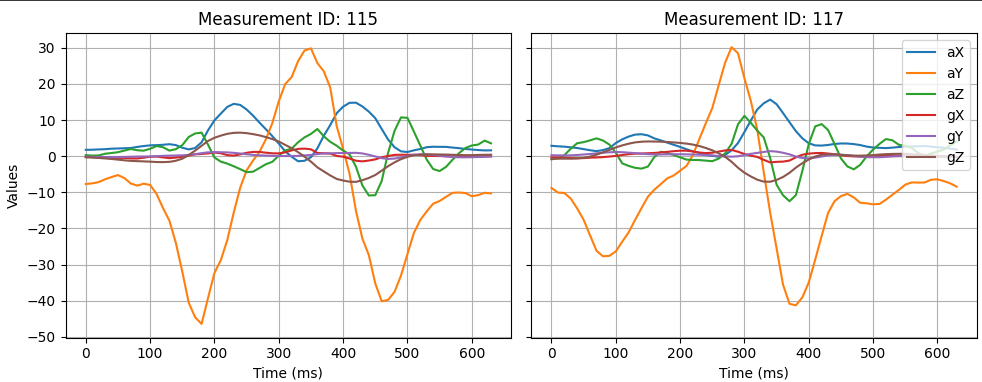 Measurement ID: 115
Measurement ID: 117
Values
30
20
10
0
−10
−20
−30
−40
−50
0 100 200 300 400 500 600
0 100 200 300 400 500 600
Time (ms)
Time (ms)
aX
aY
aZ
gX
gY
gZ